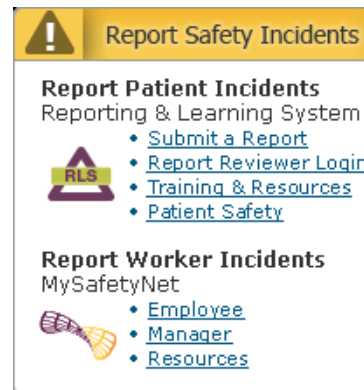 Report Safety Incidents
Report Patient Incidents
Reporting & Learning System
• Submit a Report
RLS
• Report Reviewer Login
• Training & Resources
• Patient Safety
Report Worker Incidents
MySafetyNet
• Employee
• Manager
• Resources